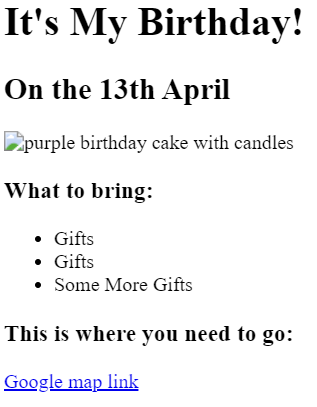 It's My Birthday!
On the 13th April
purple birthday cake with candles
What to bring:
Gifts
Gifts
Some More Gifts
This is where you need to go:
Google map link